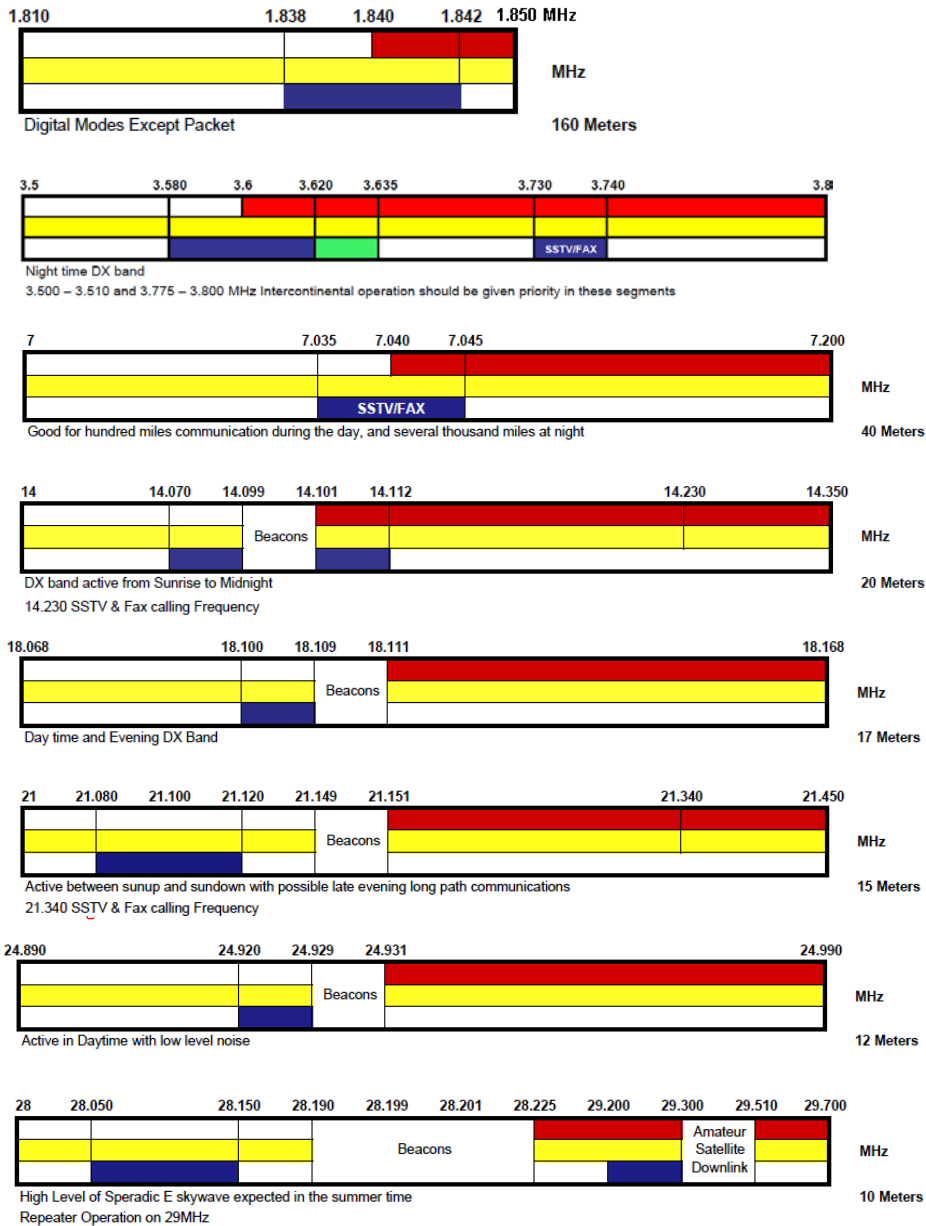 1.810 1.838 1.840 1.842 1.850 MHz
MHz
Digital Modes Except Packet 160 Meters
3.5 3.580 3.6 3.620 3.635 3.730 3.740 3.8
SSTV/FAX
Night time DX band
3.500 – 3.510 and 3.775 – 3.800 MHz Intercontinental operation should be given priority in these segments
7 7.035 7.040 7.045 7.200
MHz
SSTV/FAX
Good for hundred miles communication during the day, and several thousand miles at night 40 Meters
14 14.070 14.099 14.101 14.112 14.230 14.350
Beacons MHz
DX band active from Sunrise to Midnight 20 Meters
14.230 SSTV & Fax calling Frequency
18.068 18.100 18.109 18.111 18.168
Beacons MHz
Day time and Evening DX Band 17 Meters
21 21.080 21.100 21.120 21.149 21.151 21.340 21.450
Beacons MHz
Active between sunup and sundown with possible late evening long path communications 15 Meters
21.340 SSTV & Fax calling Frequency
24.890 24.920 24.929 24.931 24.990
Beacons MHz
Active in Daytime with low level noise 12 Meters
28 28.050 28.150 28.190 28.199 28.201 28.225 29.200 29.300 29.510 29.700
Amateur
Beacons Satellite MHz
Downlink
High Level of Speradic E skywave expected in the summer time 10 Meters
Repeater Operation on 29MHz